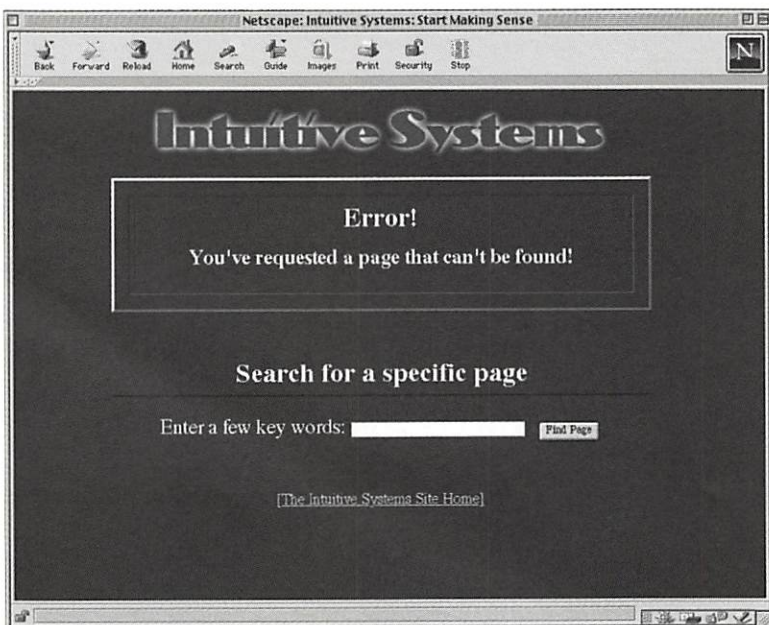 Netscape: Intuitive Systems: Start Making Sense
Back Forward Reload Home Search Guide Images Print Security Stop
N
Intuitive Systems
Error!
You've requested a page that can't be found!
Search for a specific page
Enter a few key words: Find Page
[The Intuitive Systems Site Home]